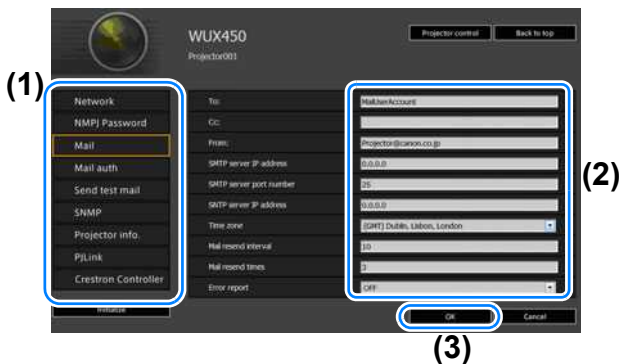 WUX450
Projector001
Projector control
Back to top
(1)
Network
NMPJ Password
Mail
Mail auth
Send test mail
SNMP
Projector info.
PJLink
Crestron Controller
Initialize
To:
MailUserAccount
Cc:
From:
Projector@canon.co.jp
SMTP server IP address
0.0.0.0
SMTP server port number
25
SNTP server IP address
0.0.0.0
Time zone
(GMT) Dublin, Lisbon, London
Mail resend interval
10
Mail resend times
3
Error report
OFF
(2)
OK
Cancel
(3)